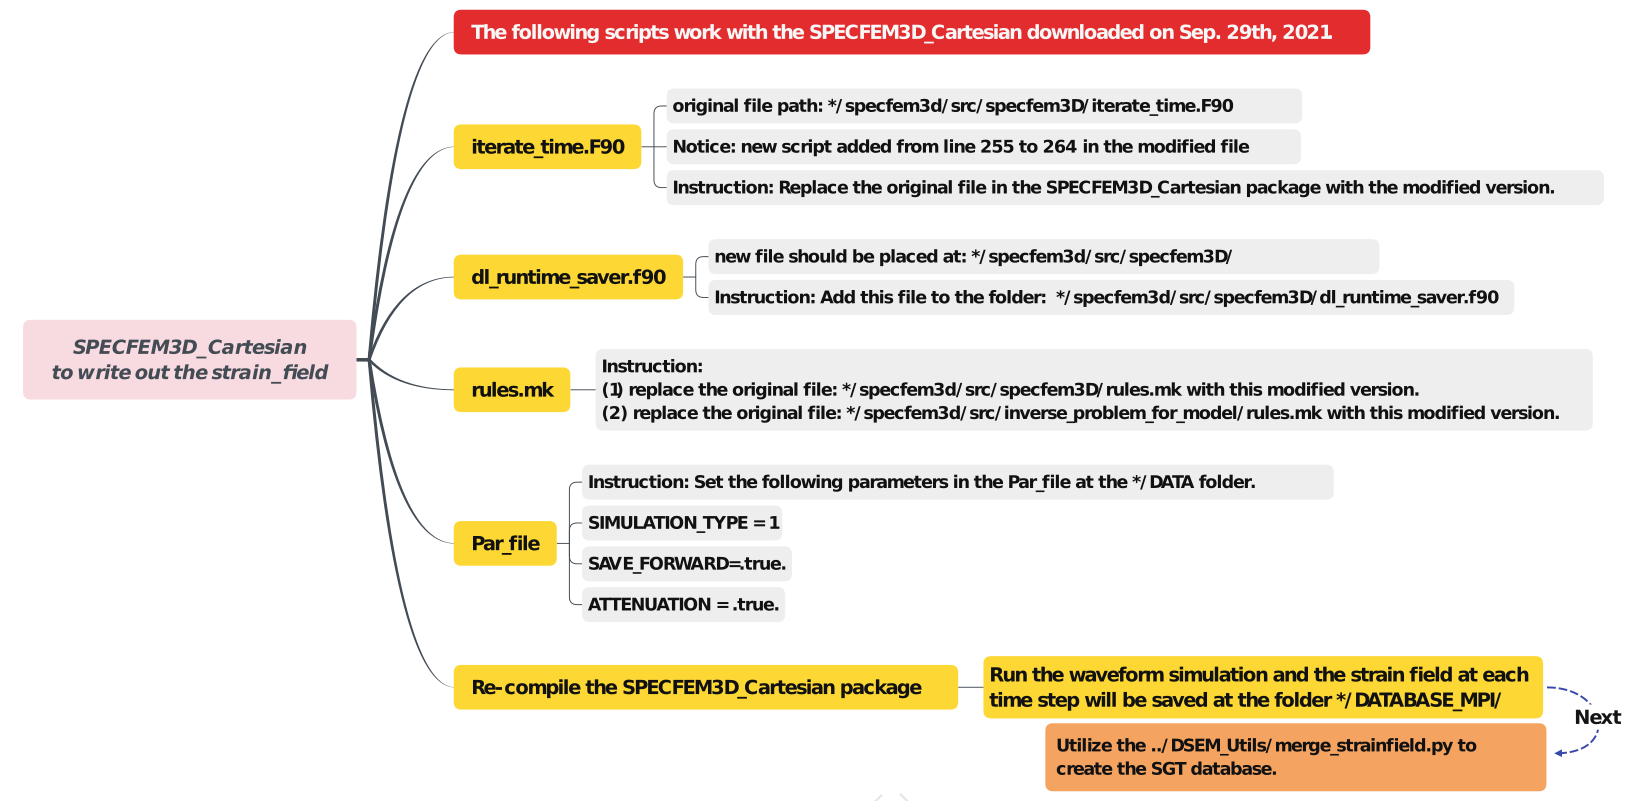 The following scripts work with the SPECFEM3D_Cartesian downloaded on Sep. 29th, 2021
original file path: */specfem3d/src/specfem3D/iterate_time.F90
iterate_time.F90
Notice: new script added from line 255 to 264 in the modified file
Instruction: Replace the original file in the SPECFEM3D_Cartesian package with the modified version.
new file should be placed at: */specfem3d/src/specfem3D/
dl_runtime_saver.f90
Instruction: Add this file to the folder: */specfem3d/src/specfem3D/dl_runtime_saver.f90
SPECFEM3D_Cartesian
to write out the strain_field
rules.mk
Instruction:
(1) replace the original file: */specfem3d/src/specfem3D/rules.mk with this modified version.
(2) replace the original file: */specfem3d/src/inverse_problem_for_model/rules.mk with this modified version.
Par_file
Instruction: Set the following parameters in the Par_file at the */DATA folder.
SIMULATION_TYPE = 1
SAVE_FORWARD=.true.
ATTENUATION = .true.
Re-compile the SPECFEM3D_Cartesian package
Run the waveform simulation and the strain field at each
time step will be saved at the folder */DATABASE_MPI/
Next
Utilize the ../DSEM_Utils/merge_strainfield.py to
create the SGT database.